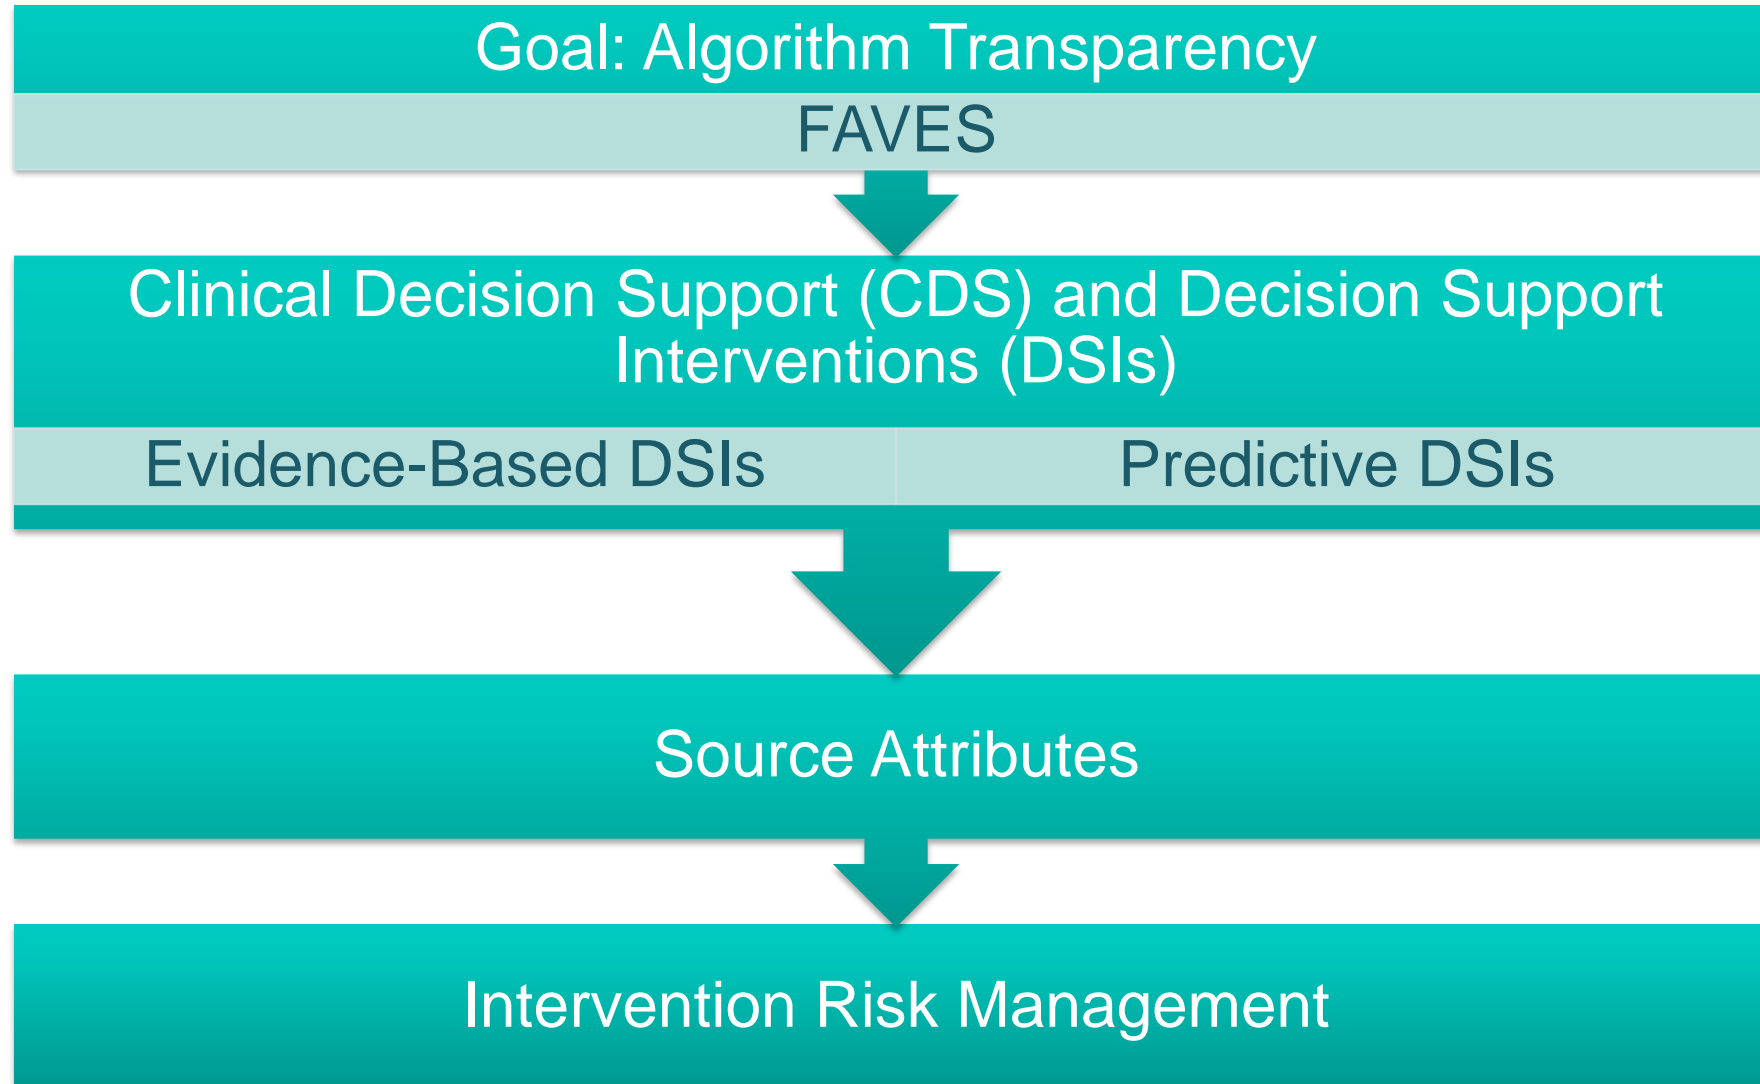 Goal: Algorithm Transparency
FAVES
Clinical Decision Support (CDS) and Decision Support
Interventions (DSIs)
Evidence-Based DSIs
Predictive DSIs
Source Attributes
Intervention Risk Management